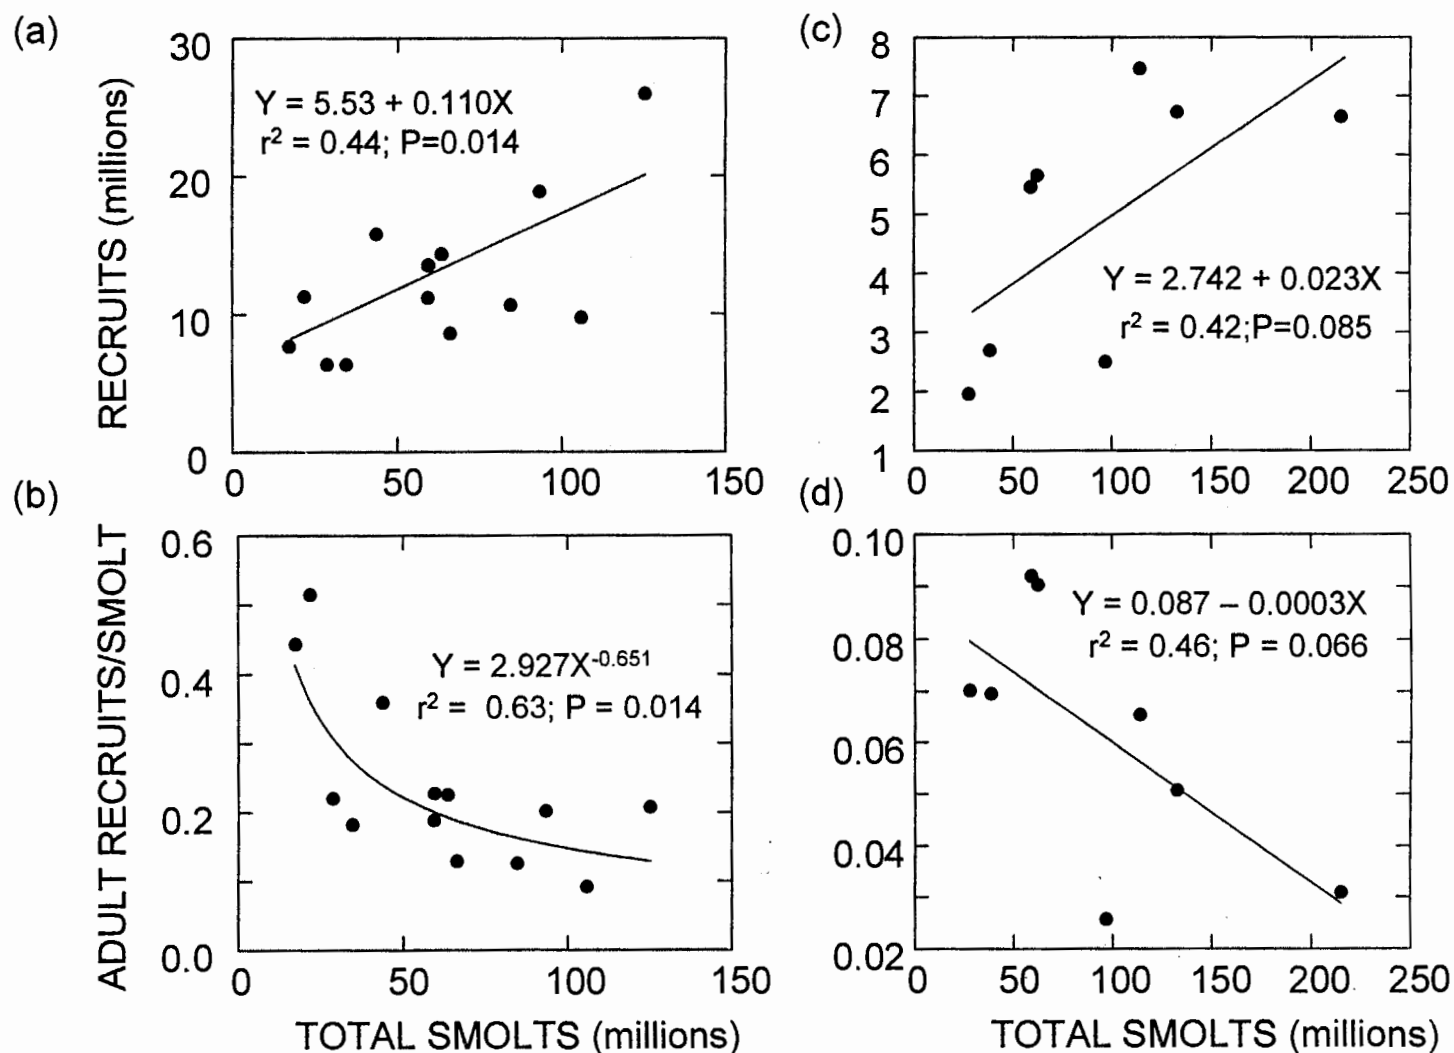 (a)
RECRUITS (millions)
30
20
10
0
Y = 5.53 + 0.110X
r² = 0.44; P=0.014
0 50 100 150
(c)
8
7
6
5
4
3
2
1
Y = 2.742 + 0.023X
r² = 0.42;P=0.085
0 50 100 150 200 250
(b)
ADULT RECRUITS/SMOLT
0.6
0.4
0.2
0.0
Y = 2.927X⁻⁰·⁶⁵¹
r² = 0.63; P = 0.014
0 50 100 150
TOTAL SMOLTS (millions)
(d)
0.10
0.08
0.06
0.04
0.02
Y = 0.087 – 0.0003X
r² = 0.46; P = 0.066
0 50 100 150 200 250
TOTAL SMOLTS (millions)